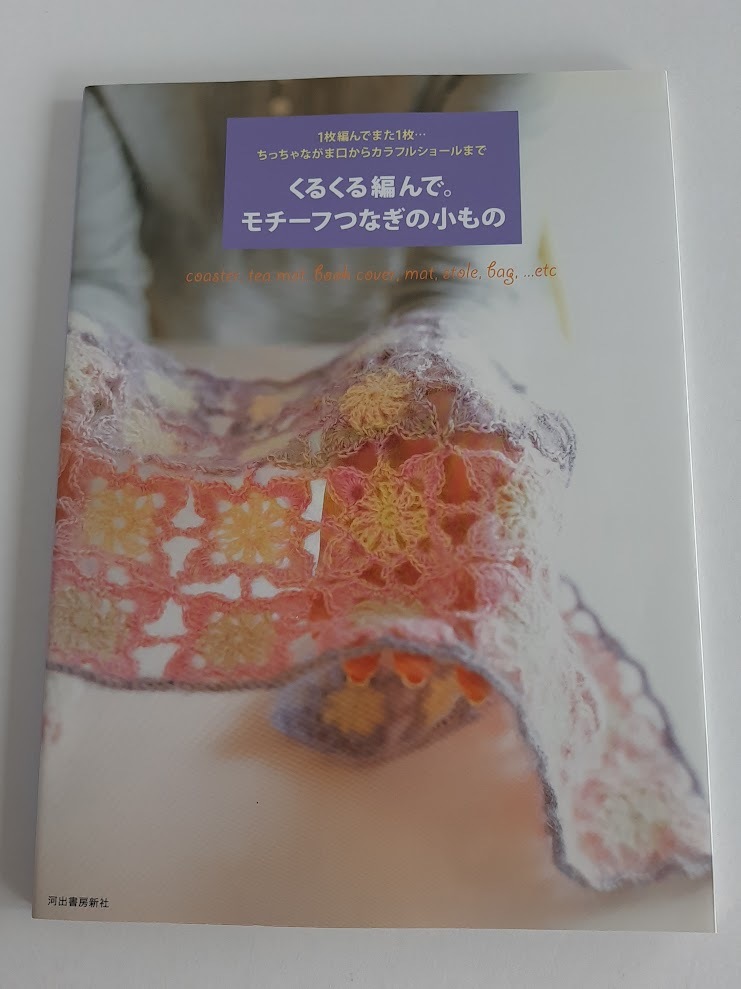 1枚編んでまた1枚…
ちっちゃながま口からカラフルショールまで
くるくる編んで。
モチーフつなぎの小もの
coaster, tea mat, book cover, mat, stole, bag, ...etc
河出書房新社